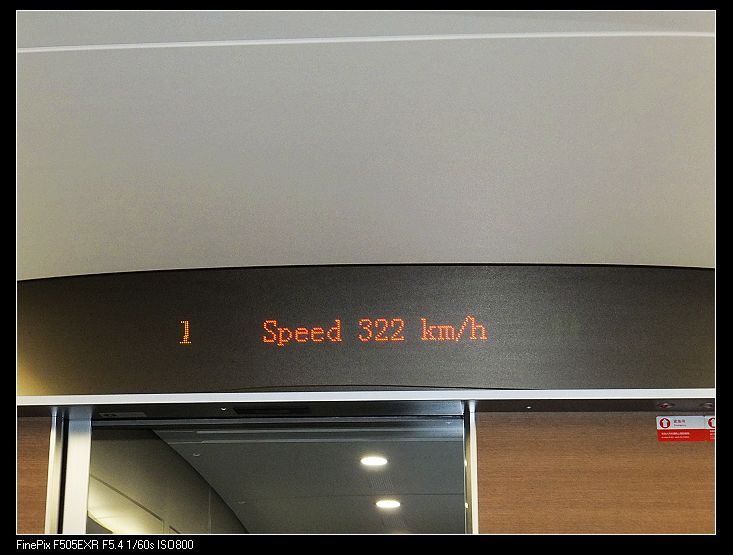 1 Speed 322 km/h
FinePix F505EXR F5.4 1/60s ISO800